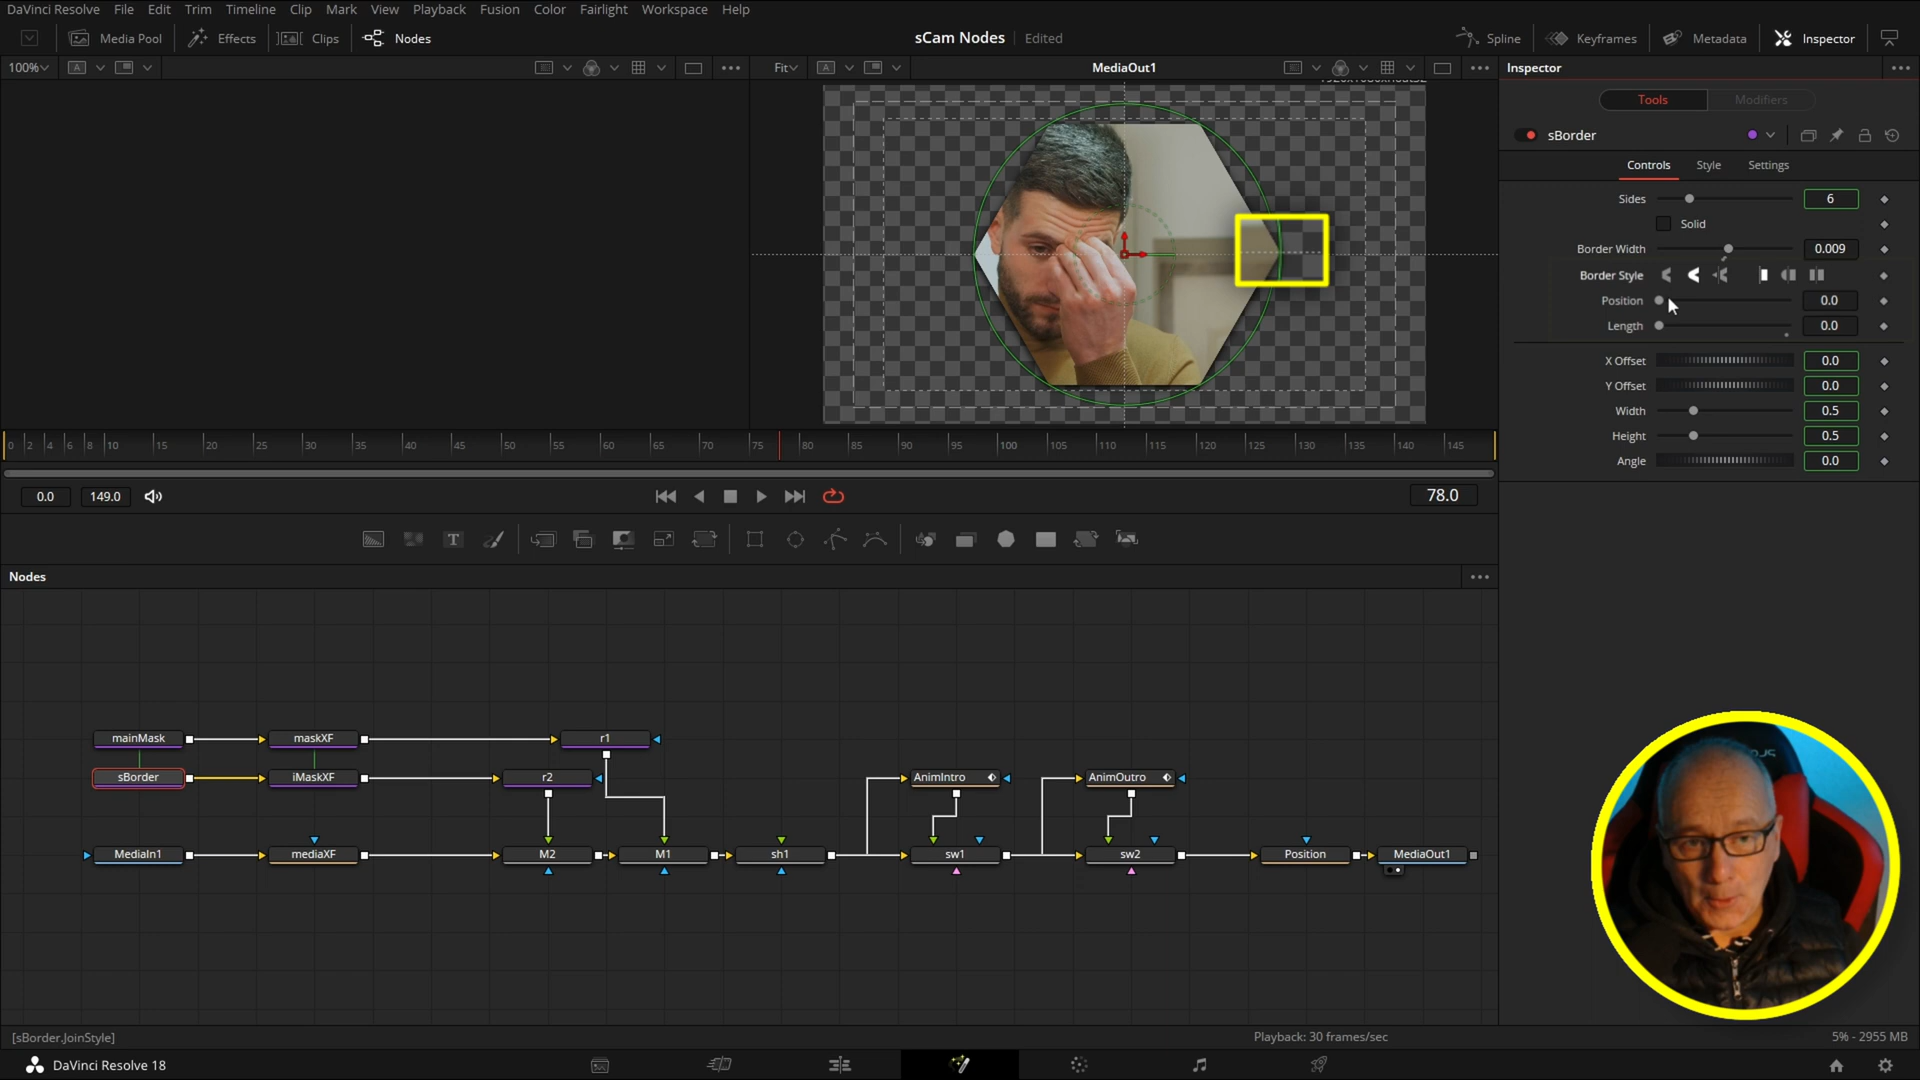 DaVinci Resolve File Edit Trim Timeline Clip Mark View Playback Fusion Color Fairlight Workspace Help
Media Pool Effects Clips Nodes sCam Nodes Edited Spline Keyframes Metadata Inspector
100% A Fit A MediaOut1 Inspector
Tools Modifiers
sBorder
Controls Style Settings
Sides 6
Solid
Border Width 0.009
Border Style
Position 0.0
Length 0.0
X Offset 0.0
Y Offset 0.0
Width 0.5
Height 0.5
Angle 0.0
0 2 4 6 8 10 15 20 25 30 35 40 45 50 55 60 65 70 75 80 85 90 95 100 105 110 115 120 125 130 135 140 145
0.0 149.0 78.0
T
Nodes
mainMask maskXF r1
sBorder iMaskXF r2 AnimIntro AnimOutro
MediaIn1 mediaXF M2 M1 sh1 sw1 sw2 Position MediaOut1
[sBorder.JoinStyle] Playback: 30 frames/sec 5% - 2955 MB
DaVinci Resolve 18